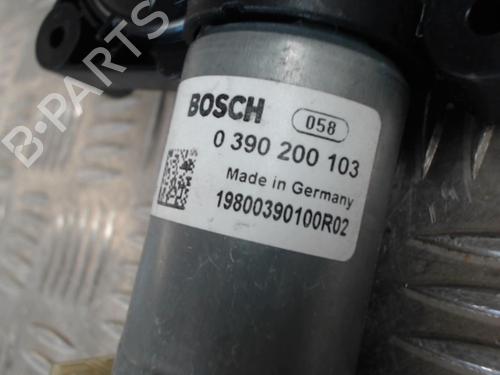 B-PARTS
BOSCH 058
0 390 200 103
Made in Germany
19800390100R02